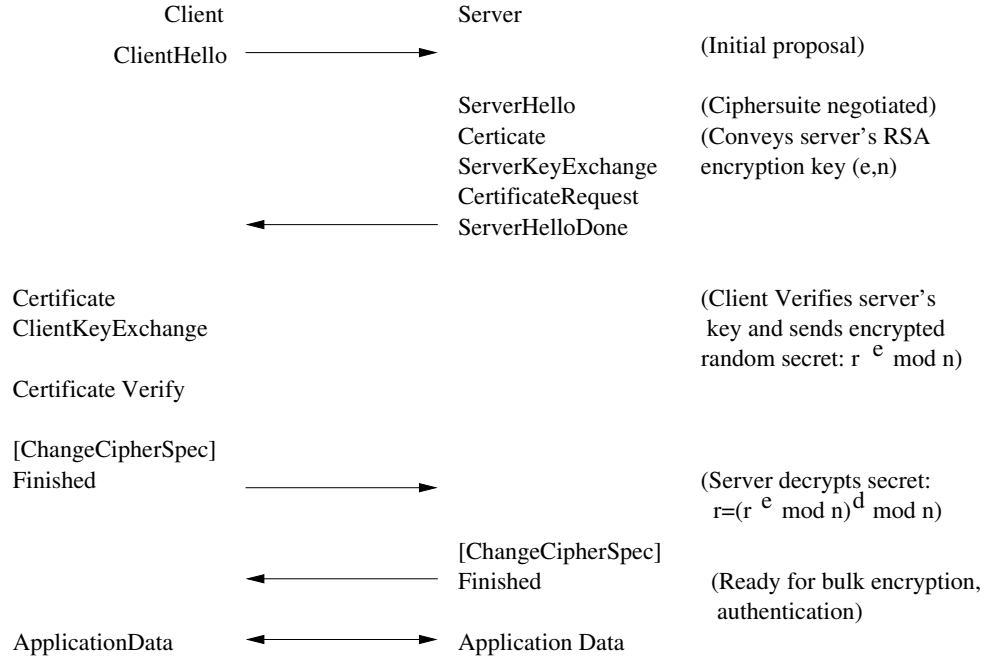 Client Server
ClientHello (Initial proposal)
ServerHello (Ciphersuite negotiated)
Certicate (Conveys server's RSA
ServerKeyExchange encryption key (e,n)
CertificateRequest
ServerHelloDone
Certificate (Client Verifies server's
ClientKeyExchange key and sends encrypted
random secret: r e mod n)
Certificate Verify
[ChangeCipherSpec]
Finished (Server decrypts secret:
r=(r e mod n)d mod n)
[ChangeCipherSpec]
Finished (Ready for bulk encryption,
authentication)
ApplicationData Application Data